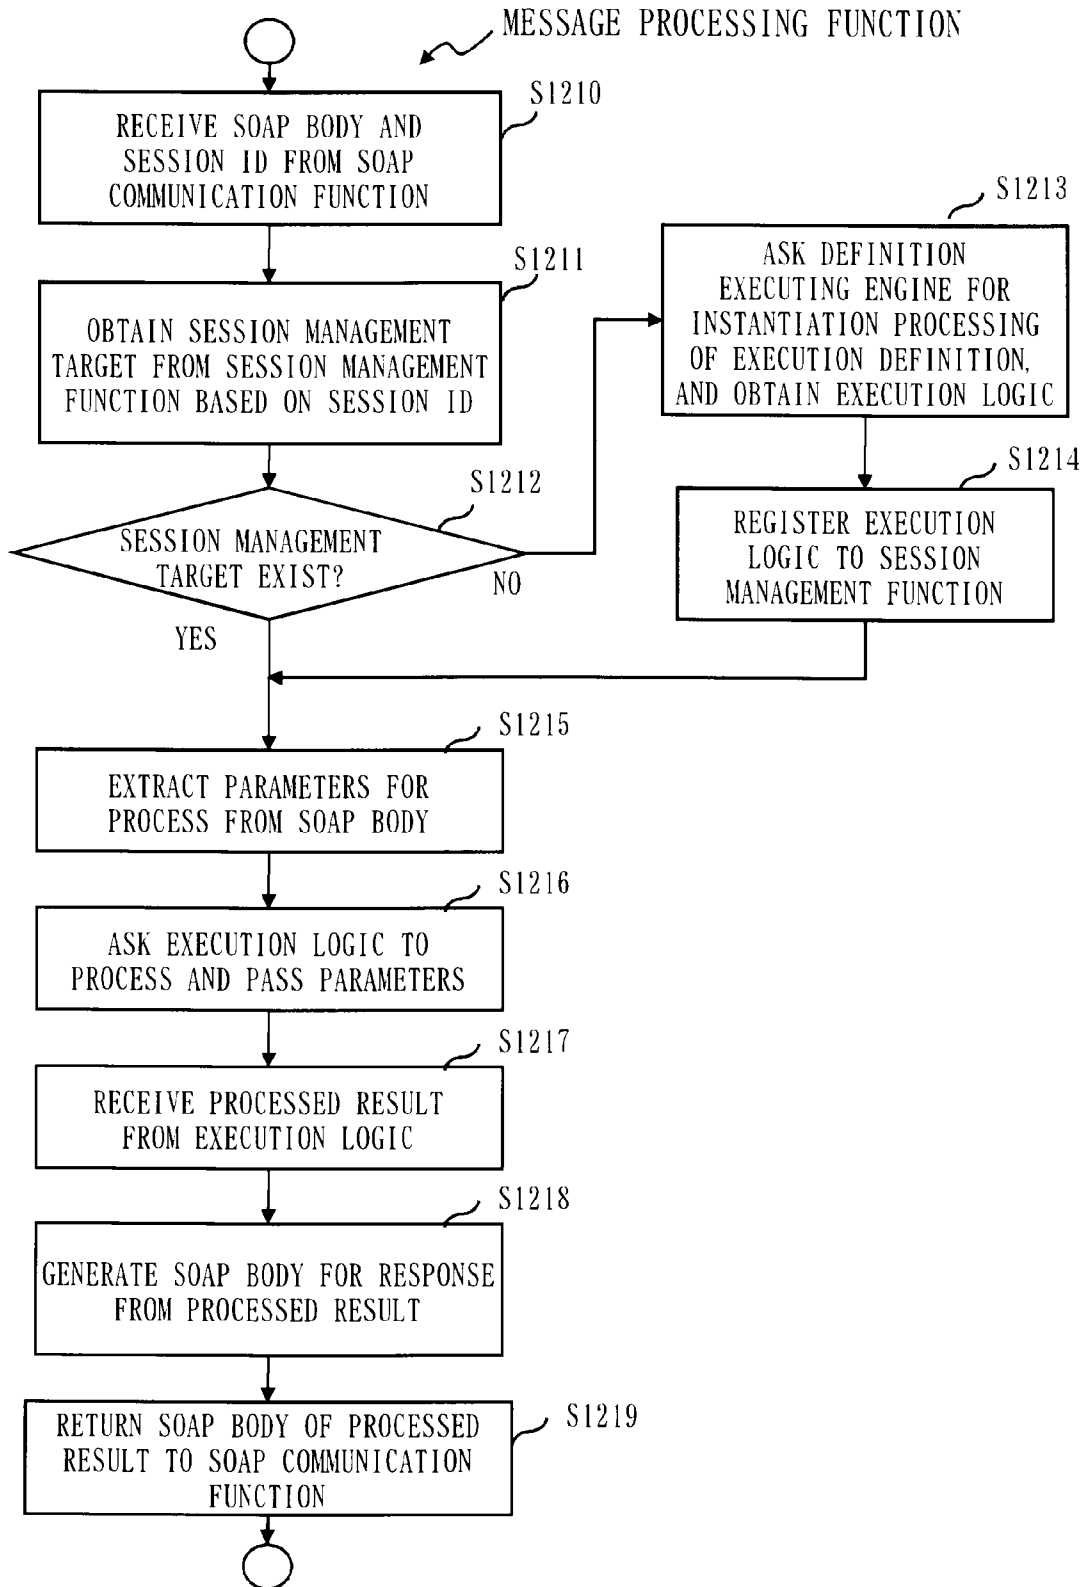 MESSAGE PROCESSING FUNCTION
S1210
RECEIVE SOAP BODY AND
SESSION ID FROM SOAP
COMMUNICATION FUNCTION
S1211
OBTAIN SESSION MANAGEMENT
TARGET FROM SESSION MANAGEMENT
FUNCTION BASED ON SESSION ID
S1212
SESSION MANAGEMENT
TARGET EXIST?
NO
YES
S1213
ASK DEFINITION
EXECUTING ENGINE FOR
INSTANTIATION PROCESSING
OF EXECUTION DEFINITION,
AND OBTAIN EXECUTION LOGIC
S1214
REGISTER EXECUTION
LOGIC TO SESSION
MANAGEMENT FUNCTION
S1215
EXTRACT PARAMETERS FOR
PROCESS FROM SOAP BODY
S1216
ASK EXECUTION LOGIC TO
PROCESS AND PASS PARAMETERS
S1217
RECEIVE PROCESSED RESULT
FROM EXECUTION LOGIC
S1218
GENERATE SOAP BODY FOR RESPONSE
FROM PROCESSED RESULT
S1219
RETURN SOAP BODY OF PROCESSED
RESULT TO SOAP COMMUNICATION
FUNCTION